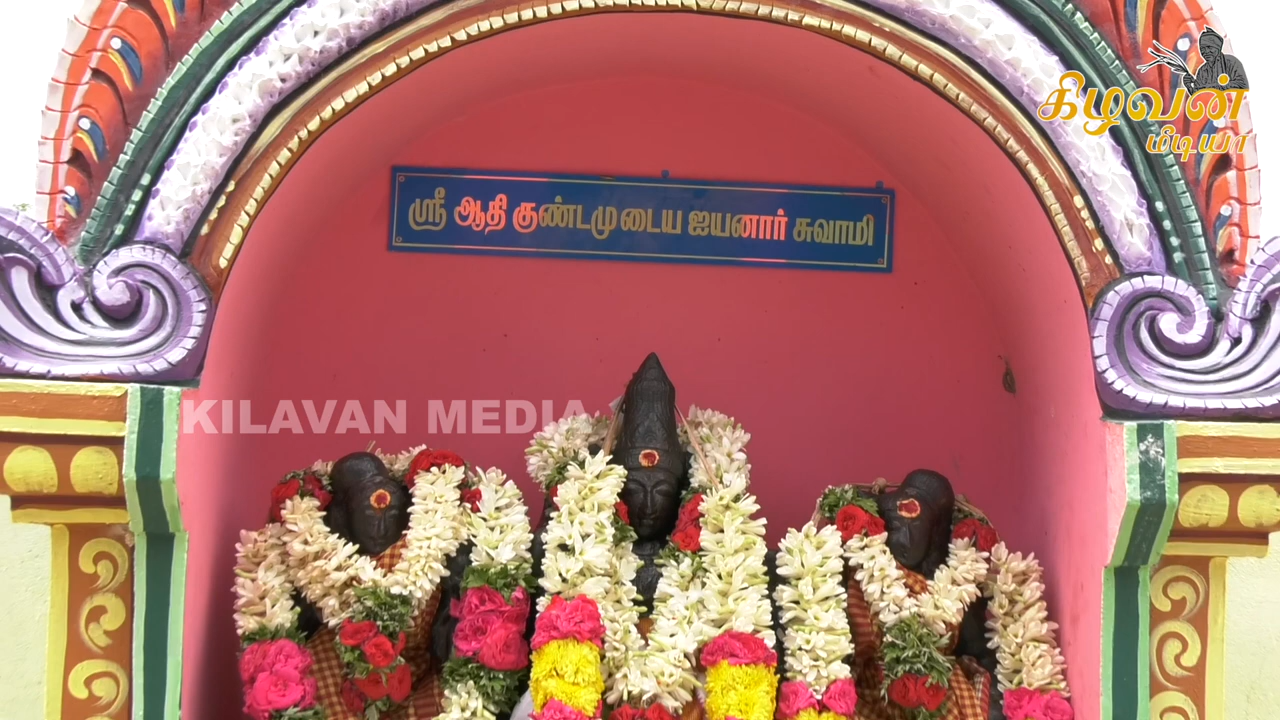 கிழவன்
மீடியா
ஸ்ரீ ஆதி குண்டமுடைய ஐயனார் சுவாமி
KILAVAN MEDIA